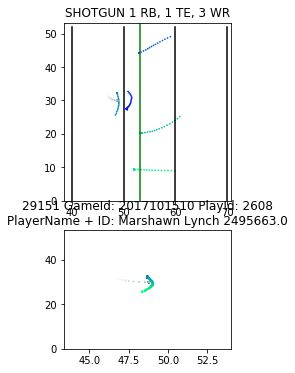 SHOTGUN 1 RB, 1 TE, 3 WR
50
40
30
20
10
0
40 50 60 70
29151 GameId: 2017101510 PlayId: 2608
PlayerName + ID: Marshawn Lynch 2495663.0
40
20
0
45.0 47.5 50.0 52.5